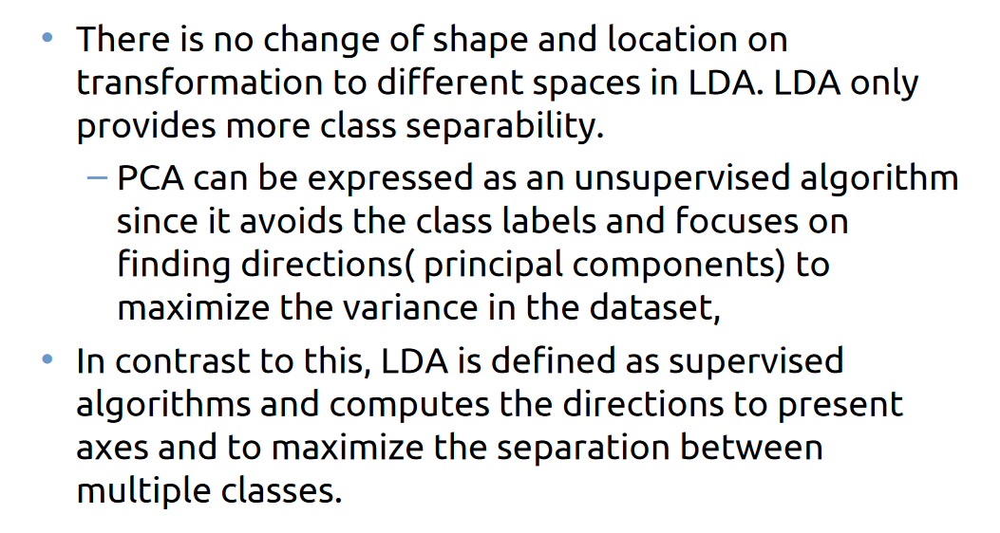 • There is no change of shape and location on
transformation to different spaces in LDA. LDA only
provides more class separability.
– PCA can be expressed as an unsupervised algorithm
since it avoids the class labels and focuses on
finding directions( principal components) to
maximize the variance in the dataset,
• In contrast to this, LDA is defined as supervised
algorithms and computes the directions to present
axes and to maximize the separation between
multiple classes.